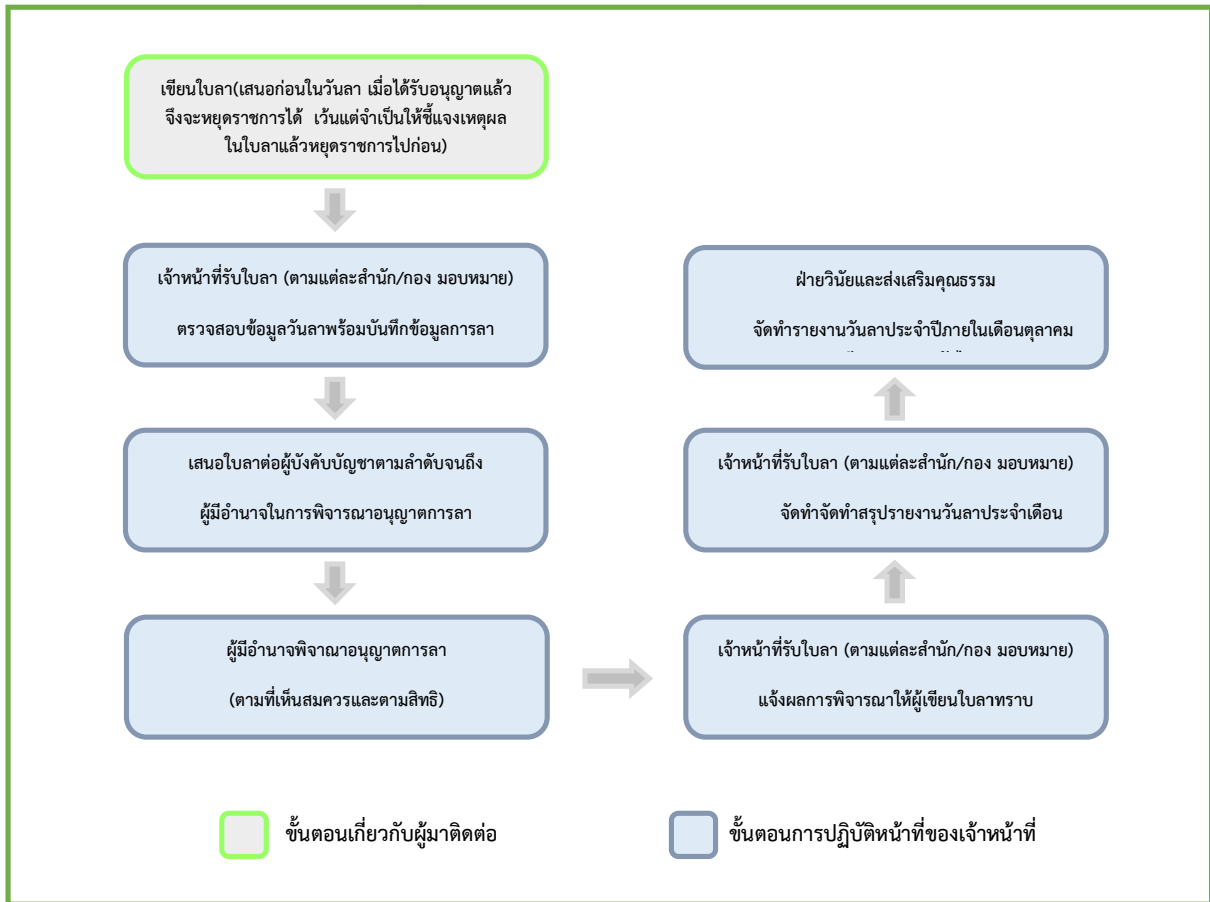 เขียนใบลา(เสนอก่อนในวันลา เมื่อได้รับอนุญาตแล้ว
จึงจะหยุดราชการได้ เว้นแต่จำเป็นให้ชี้แจงเหตุผล
ในใบลาแล้วหยุดราชการไปก่อน)
เจ้าหน้าที่รับใบลา (ตามแต่ละสำนัก/กอง มอบหมาย)
ตรวจสอบข้อมูลวันลาพร้อมบันทึกข้อมูลการลา
เสนอใบลาต่อผู้บังคับบัญชาตามลำดับจนถึง
ผู้มีอำนาจในการพิจารณาอนุญาตการลา
ผู้มีอำนาจพิจาณาอนุญาตการลา
(ตามที่เห็นสมควรและตามสิทธิ)
เจ้าหน้าที่รับใบลา (ตามแต่ละสำนัก/กอง มอบหมาย)
แจ้งผลการพิจารณาให้ผู้เขียนใบลาทราบ
เจ้าหน้าที่รับใบลา (ตามแต่ละสำนัก/กอง มอบหมาย)
จัดทำจัดทำสรุปรายงานวันลาประจำเดือน
ฝ่ายวินัยและส่งเสริมคุณธรรม
จัดทำรายงานวันลาประจำปีภายในเดือนตุลาคม
ขั้นตอนเกี่ยวกับผู้มาติดต่อ
ขั้นตอนการปฏิบัติหน้าที่ของเจ้าหน้าที่